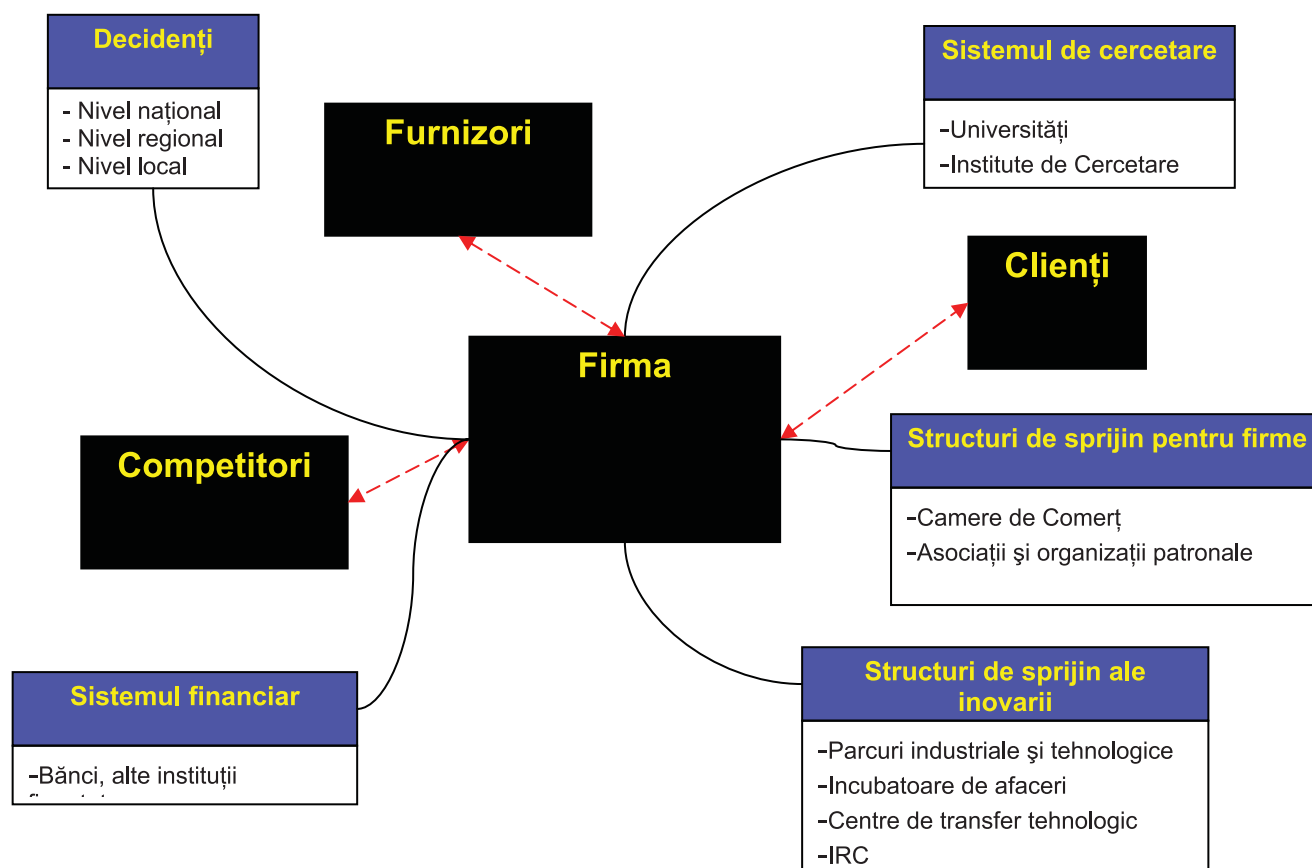 Decidenți
- Nivel național
- Nivel regional
- Nivel local
Furnizori
Sistemul de cercetare
-Universități
-Institute de Cercetare
Clienți
Firma
Competitori
Structuri de sprijin pentru firme
-Camere de Comerț
-Asociații şi organizații patronale
Sistemul financiar
-Bănci, alte instituții
Structuri de sprijin ale
inovarii
-Parcuri industriale şi tehnologice
-Incubatoare de afaceri
-Centre de transfer tehnologic
-IRC